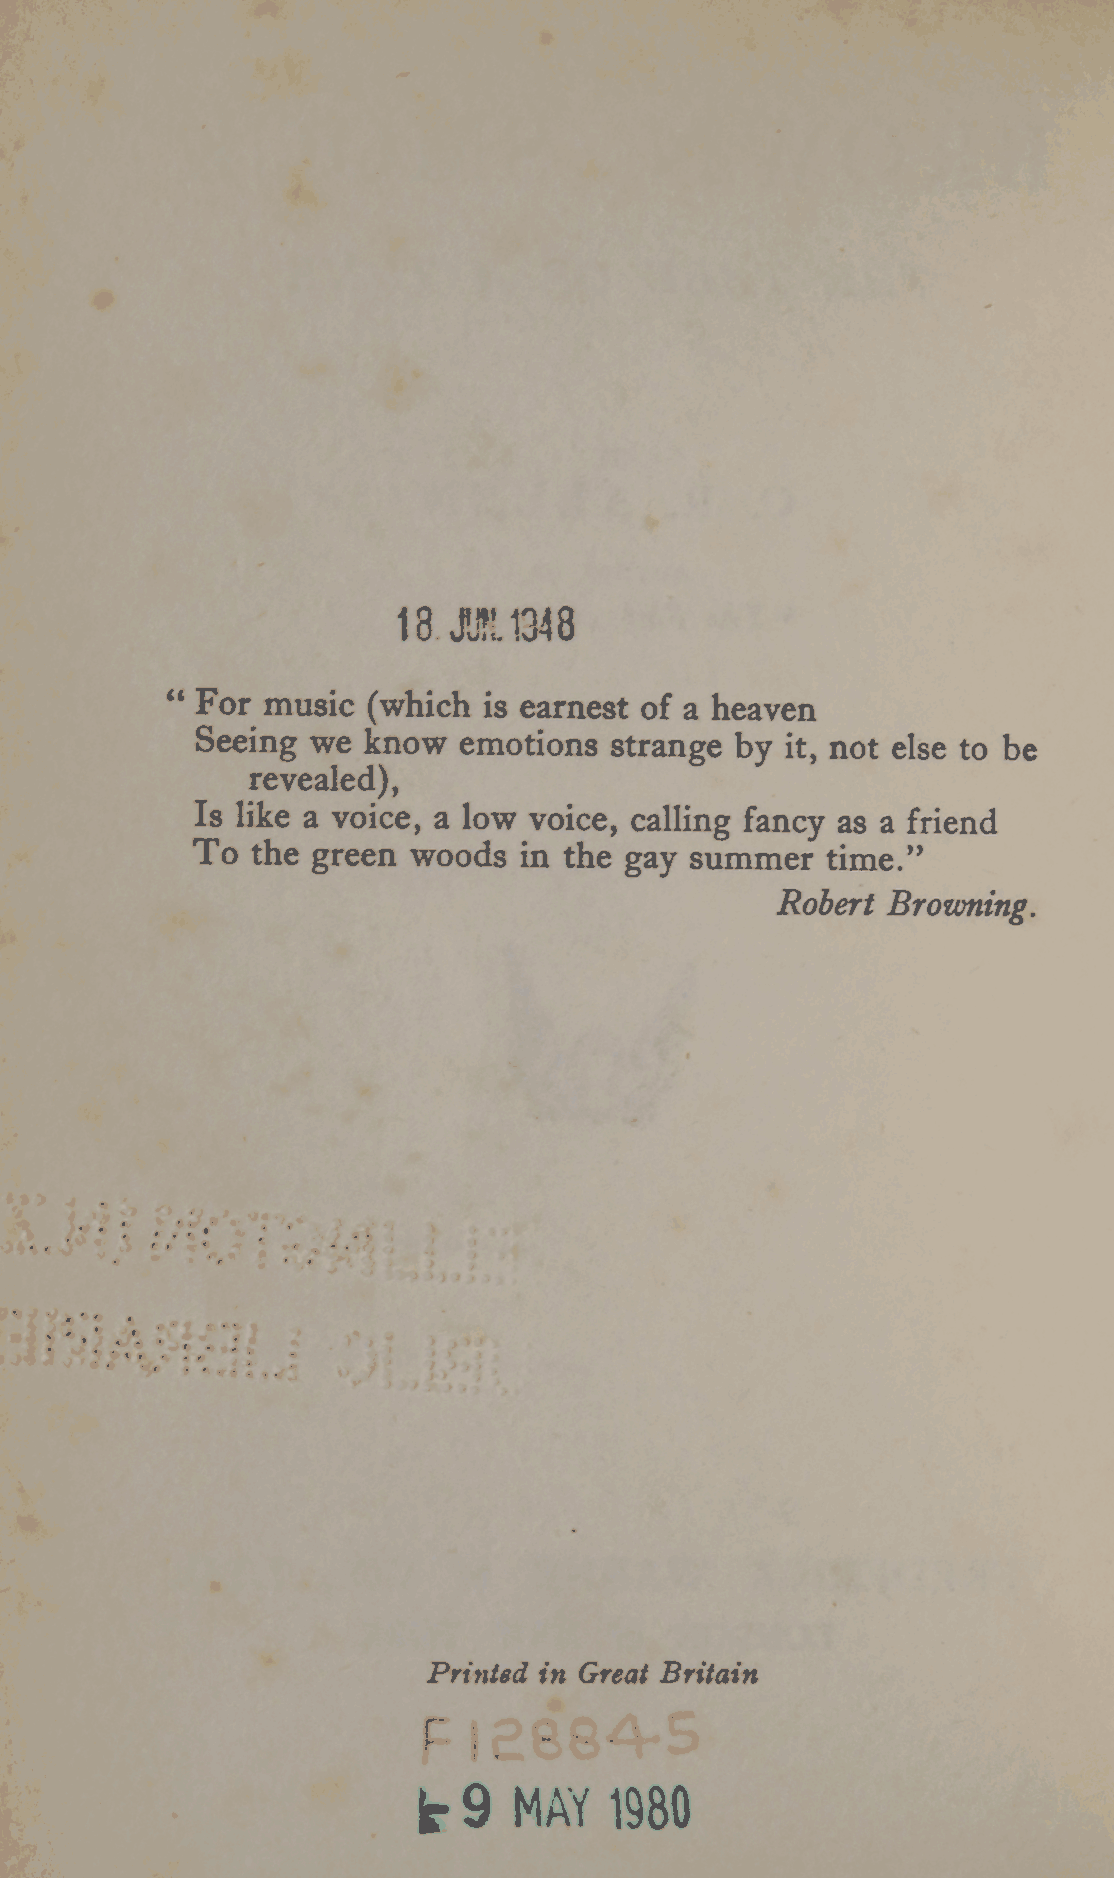 18 JUN. 1948
“ For music (which is earnest of a heaven
Seeing we know emotions strange by it, not else to be
revealed),
Is like a voice, a low voice, calling fancy as a friend
To the green woods in the gay summer time.”
Robert Browning.
Printed in Great Britain
F128845
9 MAY 1980